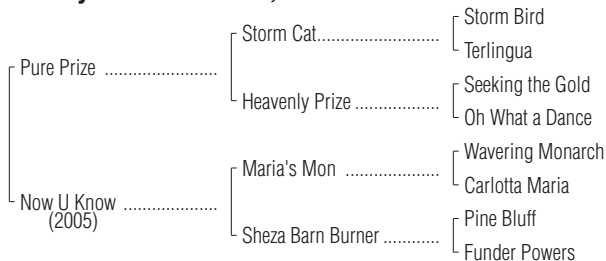 Storm Bird
Storm Cat.....................
Terlingua
Pure Prize ........................
Seeking the Gold
Heavenly Prize ..................
Oh What a Dance
Wavering Monarch
Maria's Mon ....................
Carlotta Maria
Now U Know ....................
(2005)
Pine Bluff
Sheza Barn Burner ............
Funder Powers